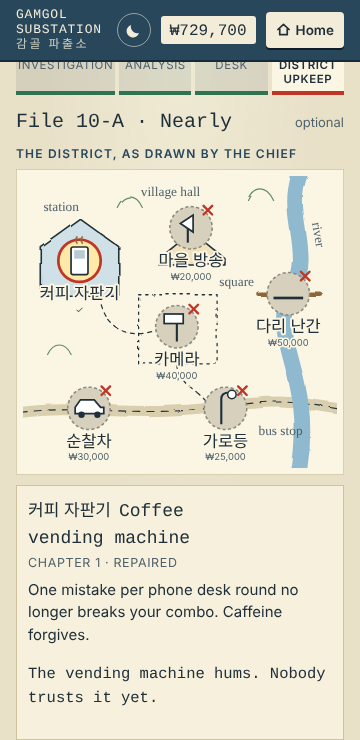 GAMGOL
SUBSTATION
감골 파출소
₩729,700
Home
INVESTIGATION
ANALYSIS
DESK
DISTRICT
UPKEEP
File 10-A · Nearly
optional
THE DISTRICT, AS DRAWN BY THE CHIEF
village hall
station
river
마을 방송
₩20,000
square
커피 자판기
다리 난간
₩50,000
카메라
₩40,000
bus stop
순찰차
₩30,000
가로등
₩25,000
커피 자판기 Coffee
vending machine
CHAPTER 1 · REPAIRED
One mistake per phone desk round no
longer breaks your combo. Caffeine
forgives.
The vending machine hums. Nobody
trusts it yet.